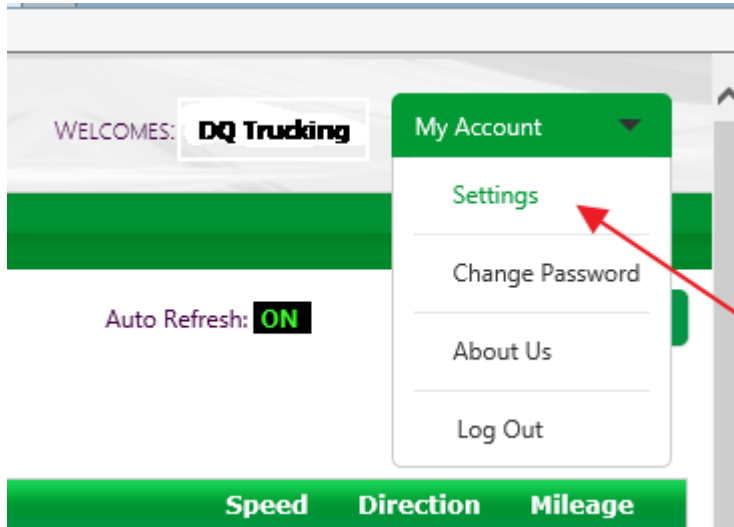 WELCOMES: DQ Trucking
My Account
Settings
Change Password
Auto Refresh: ON
About Us
Log Out
Speed Direction Mileage